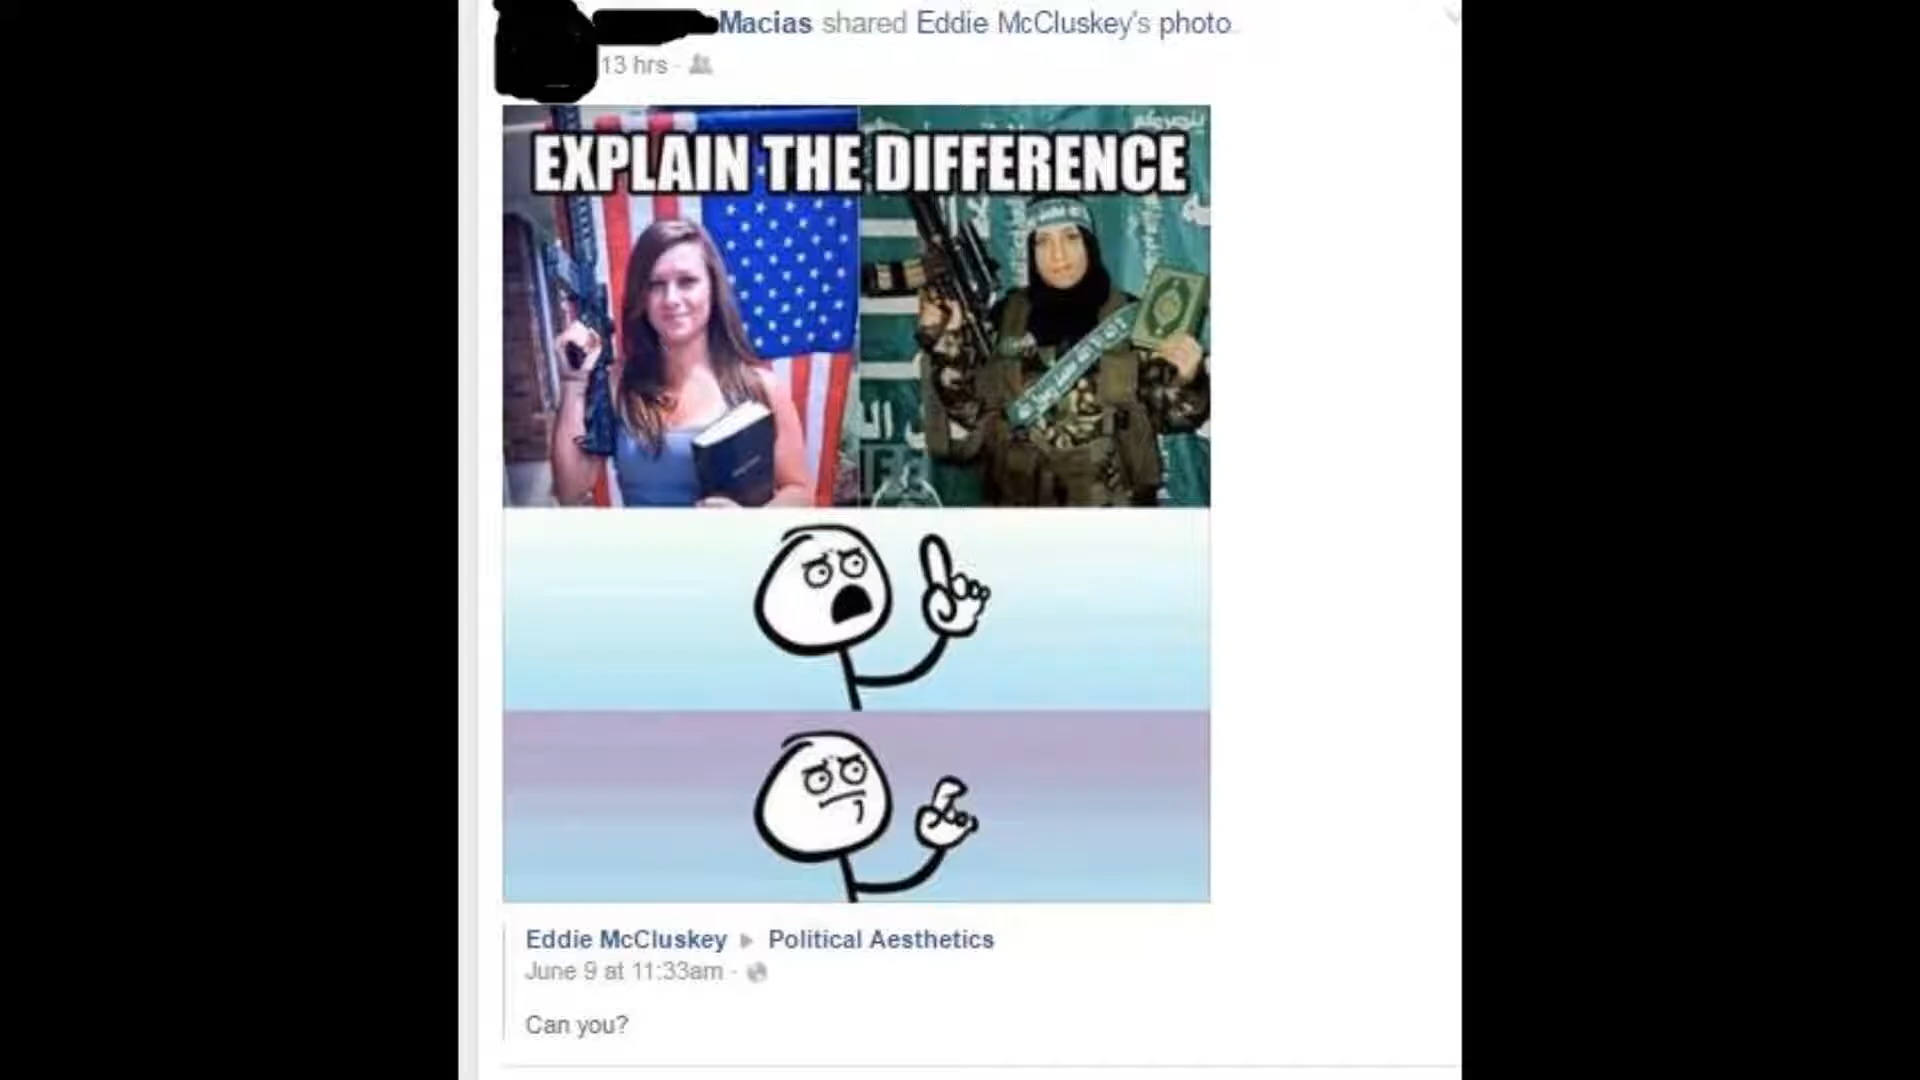 Macias shared Eddie McCluskey's photo.
13 hrs ·
EXPLAIN THE DIFFERENCE
Eddie McCluskey ▸ Political Aesthetics
June 9 at 11:33am ·
Can you?